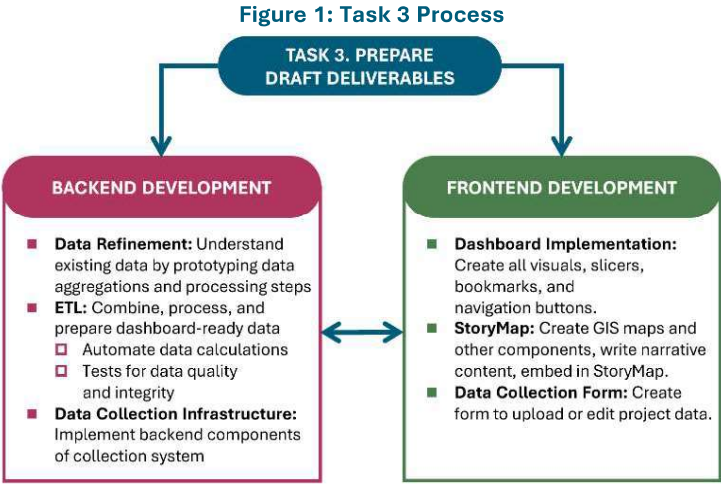 Figure 1: Task 3 Process
TASK 3. PREPARE
DRAFT DELIVERABLES
BACKEND DEVELOPMENT
Data Refinement: Understand
existing data by prototyping data
aggregations and processing steps
ETL: Combine, process, and
prepare dashboard-ready data
Automate data calculations
Tests for data quality
and integrity
Data Collection Infrastructure:
Implement backend components
of collection system
FRONTEND DEVELOPMENT
Dashboard Implementation:
Create all visuals, slicers,
bookmarks, and
navigation buttons.
StoryMap: Create GIS maps and
other components, write narrative
content, embed in StoryMap.
Data Collection Form: Create
form to upload or edit project data.